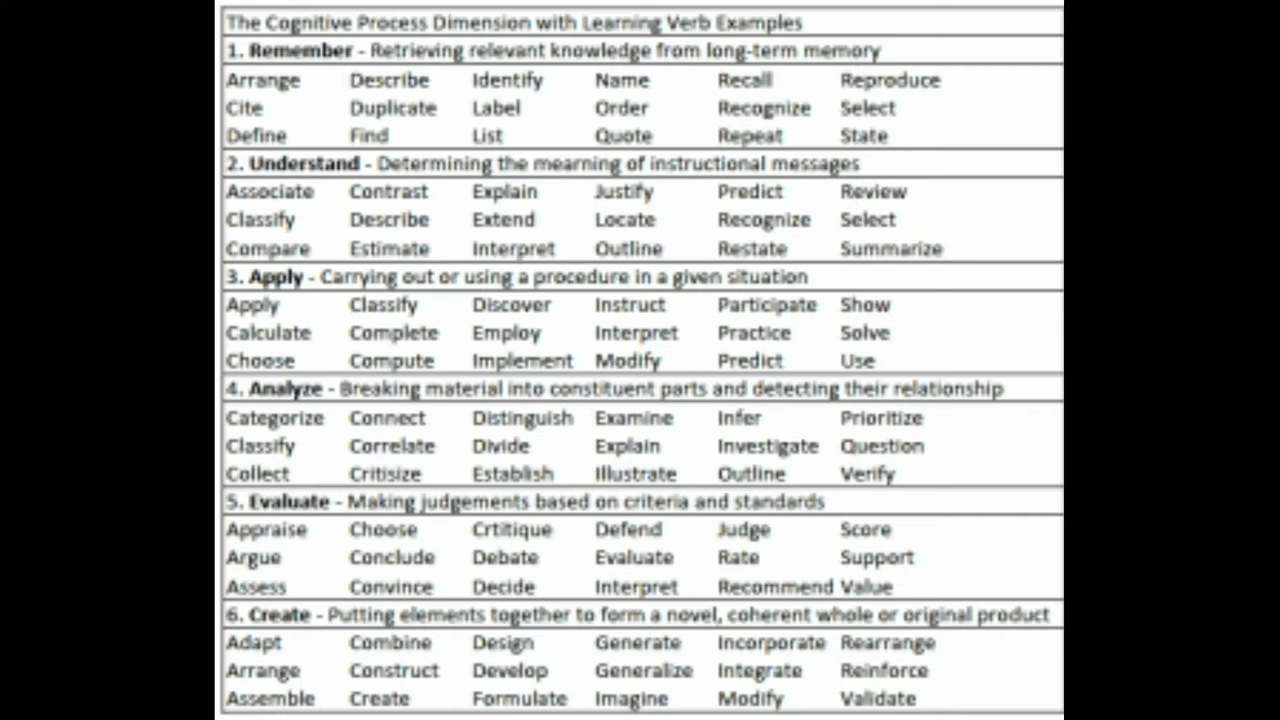 The Cognitive Process Dimension with Learning Verb Examples
1. Remember - Retrieving relevant knowledge from long-term memory
Arrange Describe Identify Name Recall Reproduce
Cite Duplicate Label Order Recognize Select
Define Find List Quote Repeat State
2. Understand - Determining the mearning of instructional messages
Associate Contrast Explain Justify Predict Review
Classify Describe Extend Locate Recognize Select
Compare Estimate Interpret Outline Restate Summarize
3. Apply - Carrying out or using a procedure in a given situation
Apply Classify Discover Instruct Participate Show
Calculate Complete Employ Interpret Practice Solve
Choose Compute Implement Modify Predict Use
4. Analyze - Breaking material into constituent parts and detecting their relationship
Categorize Connect Distinguish Examine Infer Prioritize
Classify Correlate Divide Explain Investigate Question
Collect Critisize Establish Illustrate Outline Verify
5. Evaluate - Making judgements based on criteria and standards
Appraise Choose Crtitique Defend Judge Score
Argue Conclude Debate Evaluate Rate Support
Assess Convince Decide Interpret Recommend Value
6. Create - Putting elements together to form a novel, coherent whole or original product
Adapt Combine Design Generate Incorporate Rearrange
Arrange Construct Develop Generalize Integrate Reinforce
Assemble Create Formulate Imagine Modify Validate